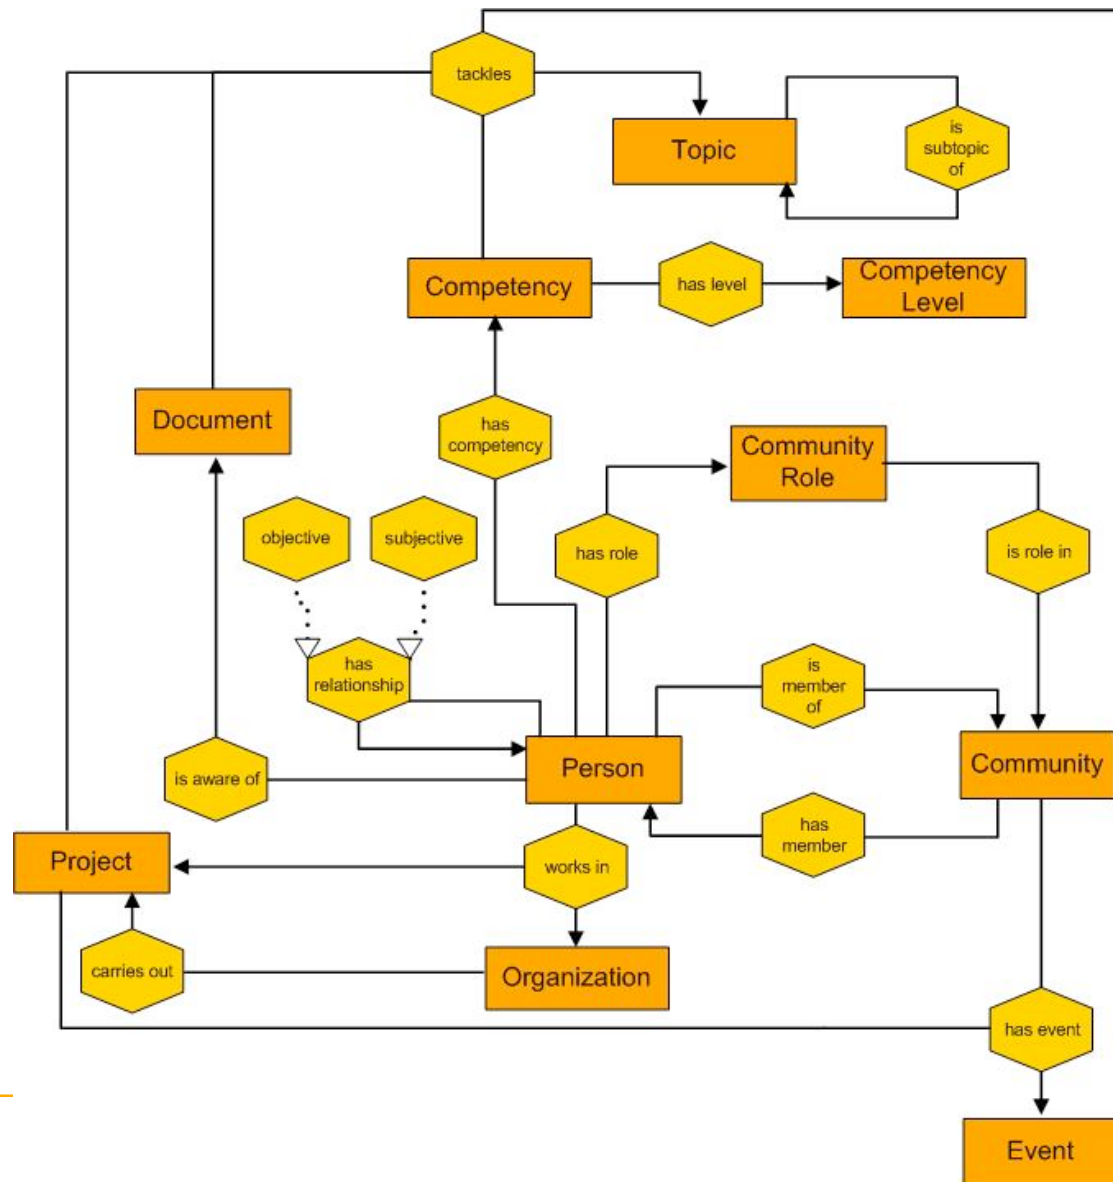 tackles
Topic
is
subtopic
of
Competency
has level
Competency
Level
Document
has
competency
Community
Role
objective
subjective
has role
is role in
has
relationship
is
member
of
is aware of
Person
Community
has
member
Project
works in
carries out
Organization
has event
Event